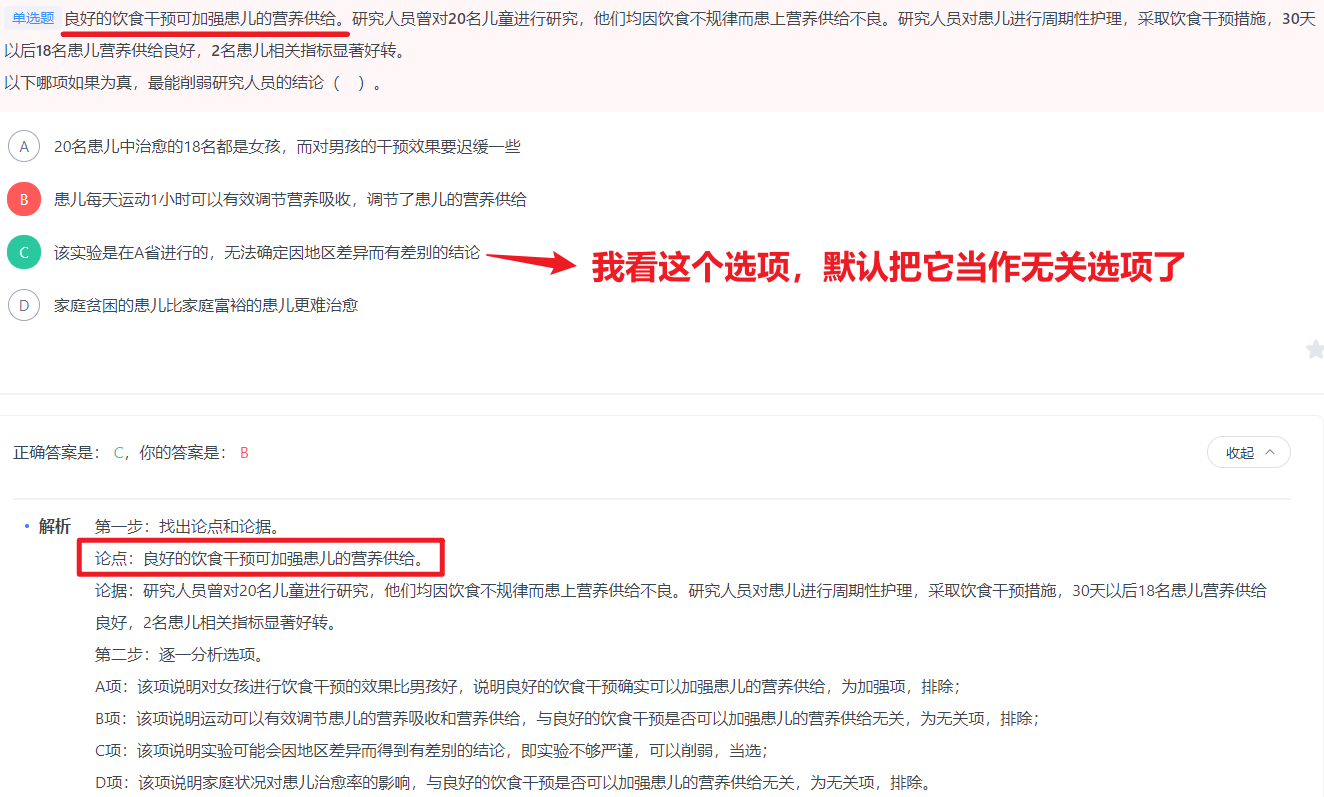 单选题 良好的饮食干预可加强患儿的营养供给。研究人员曾对20名儿童进行研究，他们均因饮食不规律而患上营养供给不良。研究人员对患儿进行周期性护理，采取饮食干预措施，30天
以后18名患儿营养供给良好，2名患儿相关指标显著好转。
以下哪项如果为真，最能削弱研究人员的结论（　）。
A 20名患儿中治愈的18名都是女孩，而对男孩的干预效果要迟缓一些
B 患儿每天运动1小时可以有效调节营养吸收，调节了患儿的营养供给
C 该实验是在A省进行的，无法确定因地区差异而有差别的结论
我看这个选项，默认把它当作无关选项了
D 家庭贫困的患儿比家庭富裕的患儿更难治愈
正确答案是： C，你的答案是： B
收起
• 解析 第一步：找出论点和论据。
论点：良好的饮食干预可加强患儿的营养供给。
论据：研究人员曾对20名儿童进行研究，他们均因饮食不规律而患上营养供给不良。研究人员对患儿进行周期性护理，采取饮食干预措施，30天以后18名患儿营养供给
良好，2名患儿相关指标显著好转。
第二步：逐一分析选项。
A项：该项说明对女孩进行饮食干预的效果比男孩好，说明良好的饮食干预确实可以加强患儿的营养供给，为加强项，排除；
B项：该项说明运动可以有效调节患儿的营养吸收和营养供给，与良好的饮食干预是否可以加强患儿的营养供给无关，为无关项，排除；
C项：该项说明实验可能会因地区差异而得到有差别的结论，即实验不够严谨，可以削弱，当选；
D项：该项说明家庭状况对患儿治愈率的影响，与良好的饮食干预是否可以加强患儿的营养供给无关，为无关项，排除。